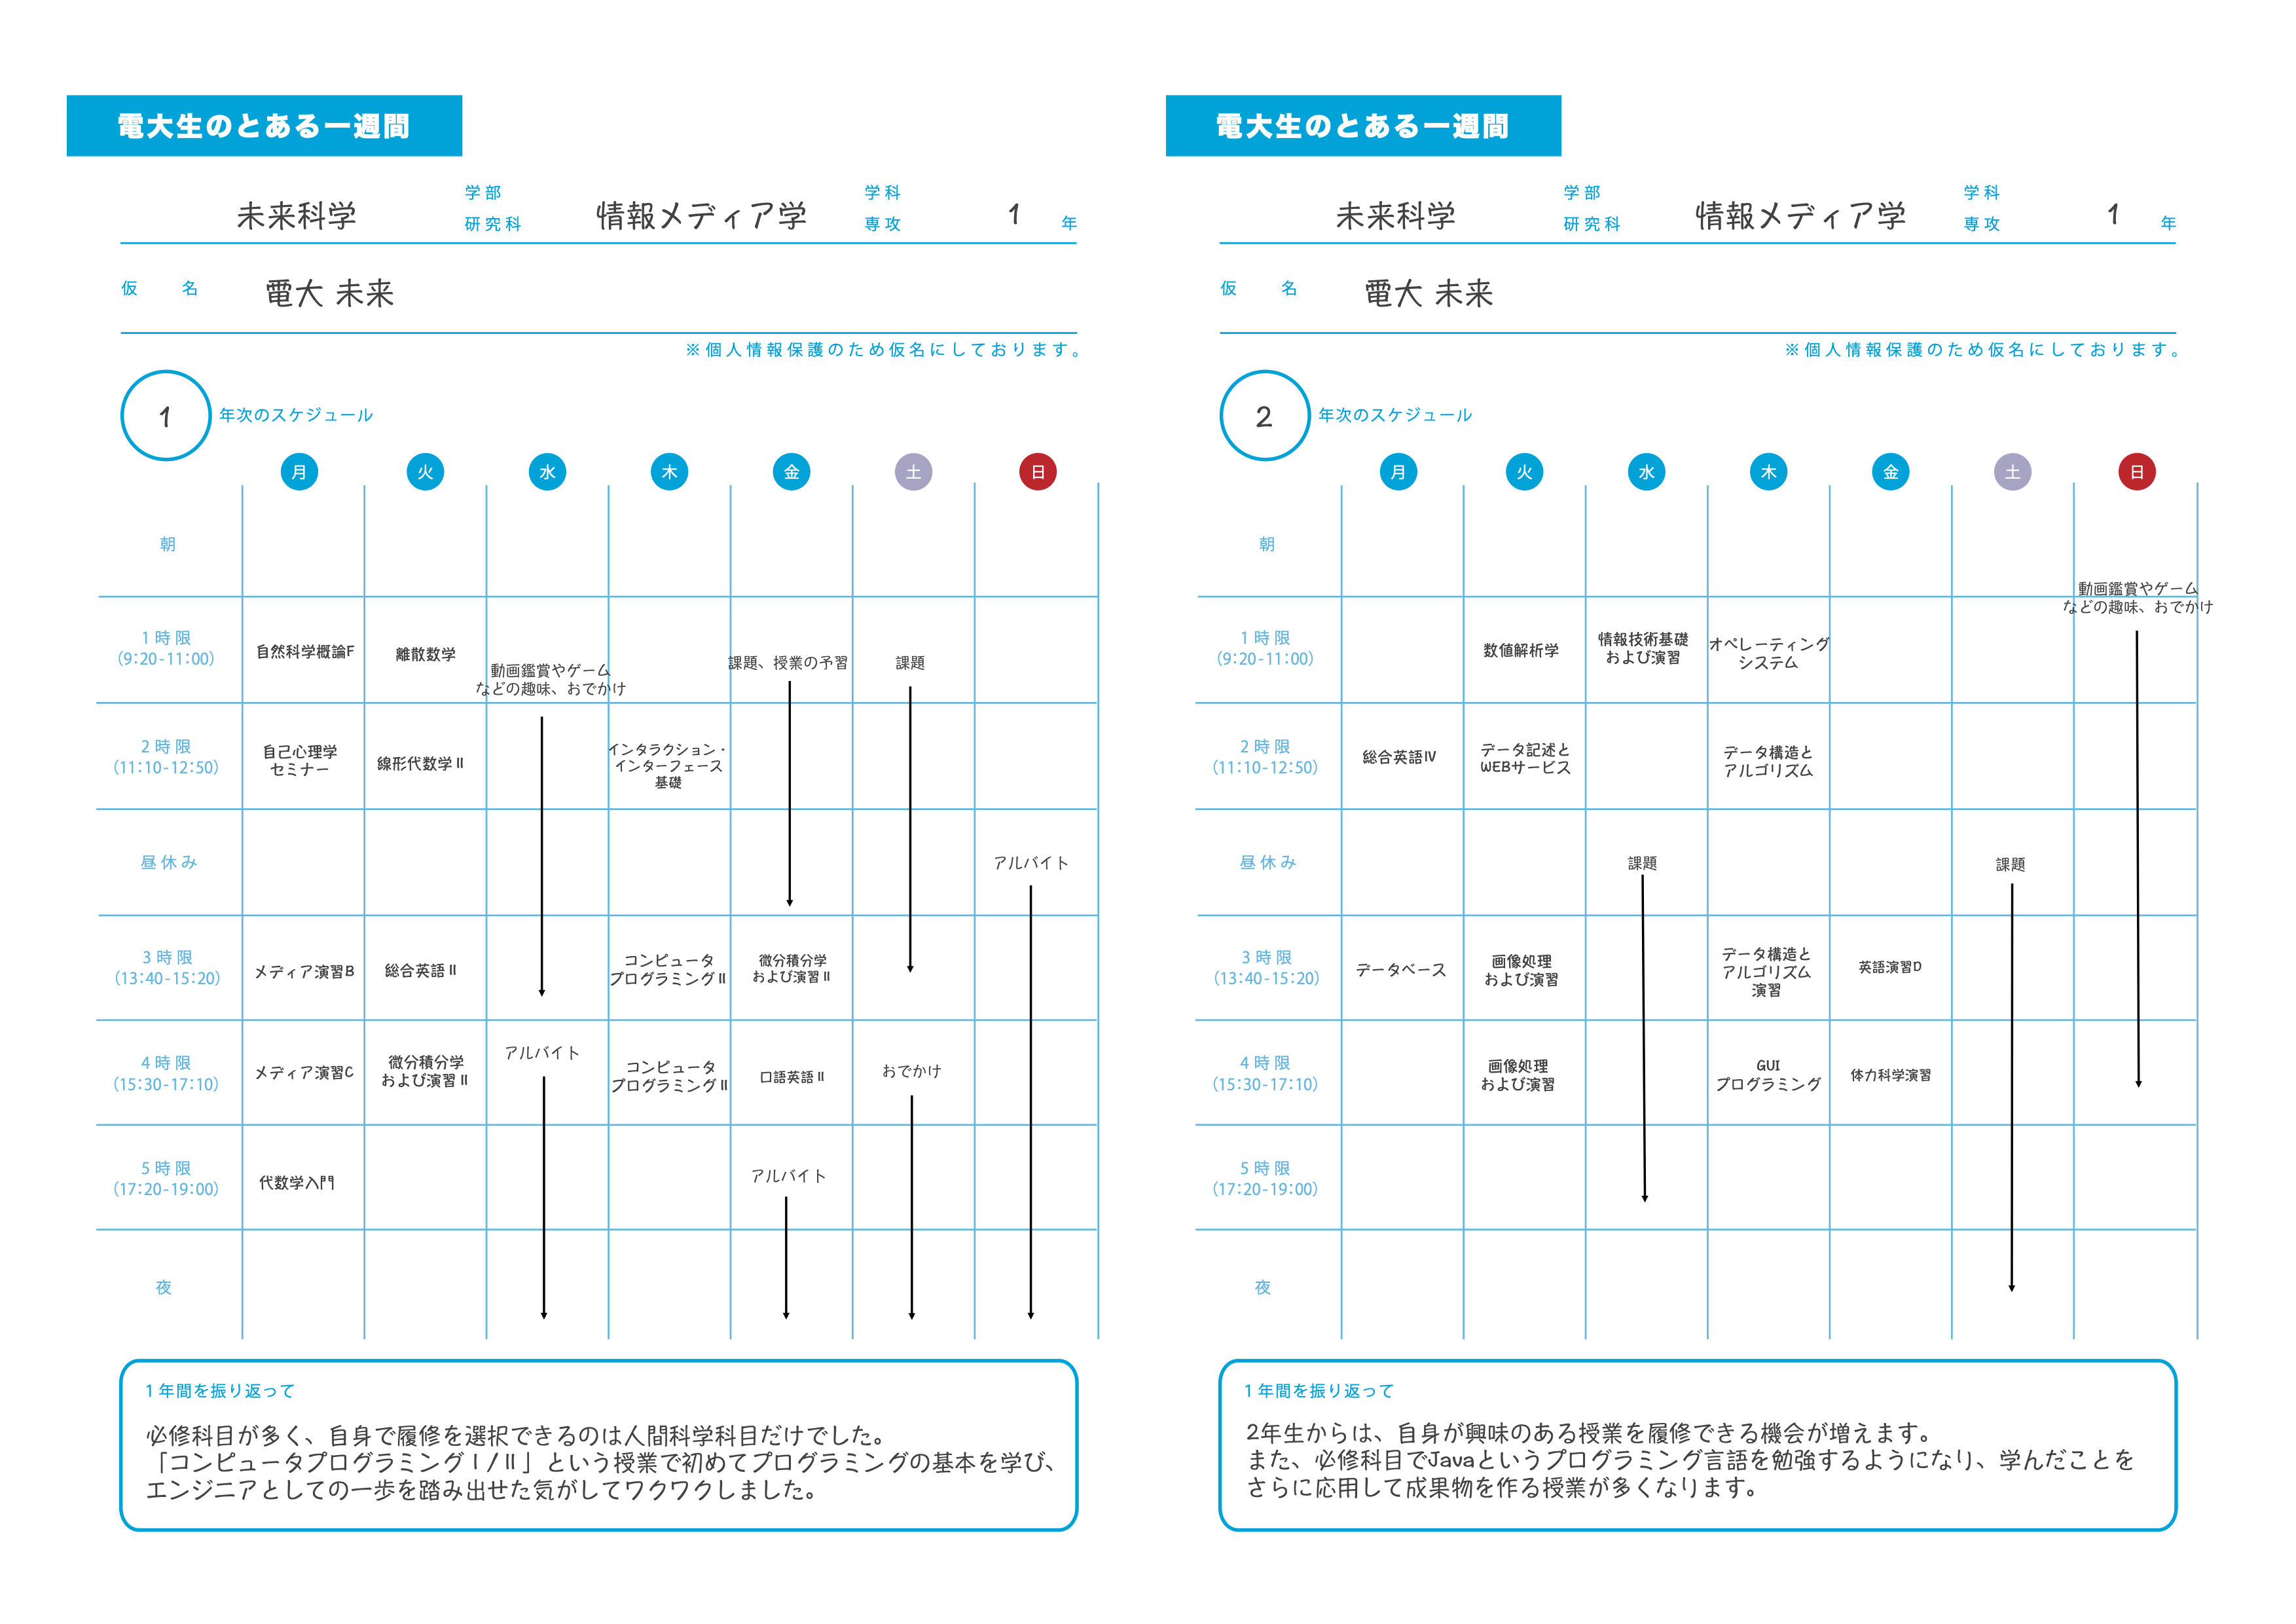 電大生のとある一週間
未来科学 学部 研究科 情報メディア学 学科 専攻 1 年
仮 名 電大 未来
※個人情報保護のため仮名にしております。
1 年次のスケジュール
月 火 水 木 金 土 日
朝
1時限
(9:20-11:00)
自然科学概論F
離散数学
動画鑑賞やゲーム
などの趣味、おでかけ
課題、授業の予習
課題
2時限
(11:10-12:50)
自己心理学
セミナー
線形代数学Ⅱ
インタラクション・
インターフェース
基礎
昼休み
アルバイト
3時限
(13:40-15:20)
メディア演習B
総合英語Ⅱ
コンピュータ
プログラミングⅡ
微分積分学
および演習Ⅱ
4時限
(15:30-17:10)
メディア演習C
微分積分学
および演習Ⅱ
アルバイト
コンピュータ
プログラミングⅡ
口語英語Ⅱ
おでかけ
5時限
(17:20-19:00)
代数学入門
アルバイト
夜
1年間を振り返って
必修科目が多く、自身で履修を選択できるのは人間科学科目だけでした。
「コンピュータプログラミングⅠ/Ⅱ」という授業で初めてプログラミングの基本を学び、
エンジニアとしての一歩を踏み出せた気がしてワクワクしました。
電大生のとある一週間
未来科学 学部 研究科 情報メディア学 学科 専攻 1 年
仮 名 電大 未来
※個人情報保護のため仮名にしております。
2 年次のスケジュール
月 火 水 木 金 土 日
朝
動画鑑賞やゲーム
などの趣味、おでかけ
1時限
(9:20-11:00)
数値解析学
情報技術基礎
および演習
オペレーティング
システム
2時限
(11:10-12:50)
総合英語Ⅳ
データ記述と
WEBサービス
データ構造と
アルゴリズム
昼休み
課題
課題
3時限
(13:40-15:20)
データベース
画像処理
および演習
データ構造と
アルゴリズム
演習
英語演習D
4時限
(15:30-17:10)
画像処理
および演習
GUI
プログラミング
体力科学演習
5時限
(17:20-19:00)
夜
1年間を振り返って
2年生からは、自身が興味のある授業を履修できる機会が増えます。
また、必修科目でJavaというプログラミング言語を勉強するようになり、学んだことを
さらに応用して成果物を作る授業が多くなります。